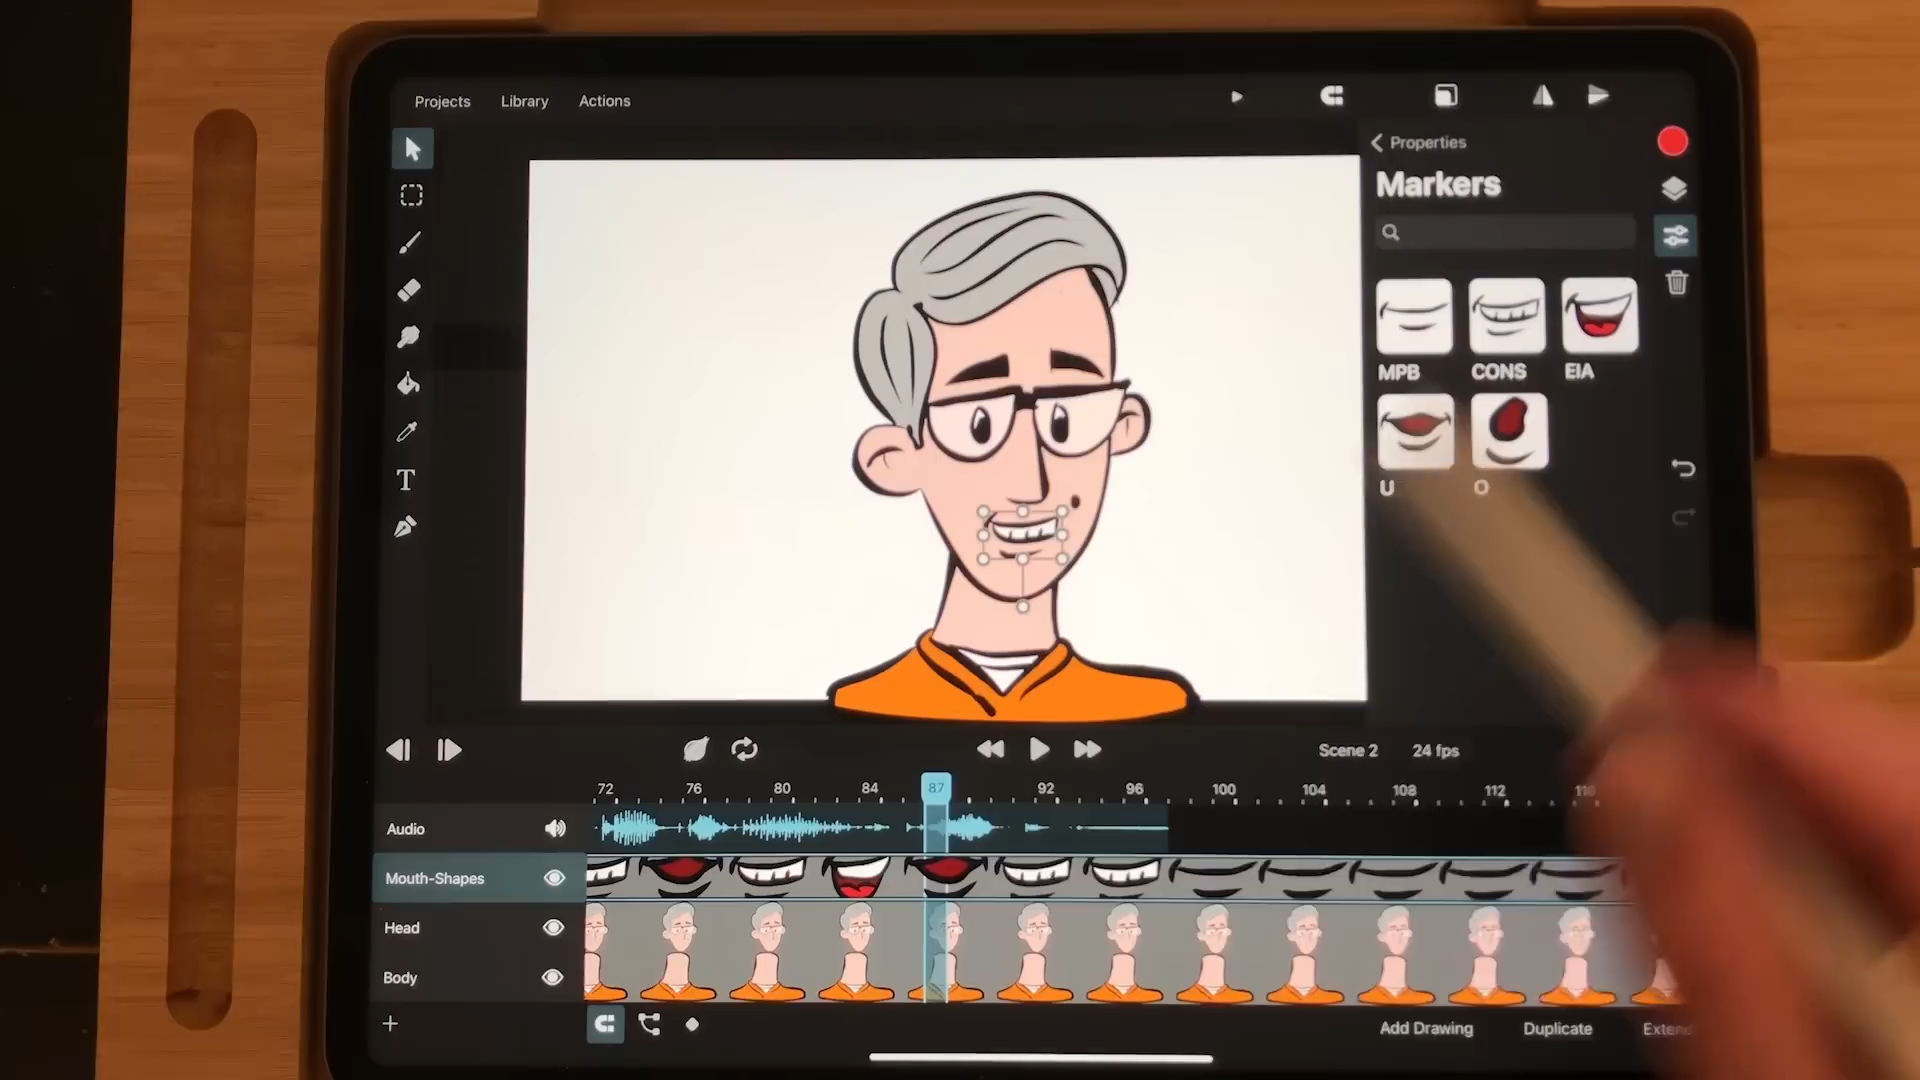 Projects Library Actions
Properties
Markers
MPB CONS EIA
U O
T
Scene 2 24 fps
72 76 80 84 87 92 96 100 104 108 112
Audio
Mouth-Shapes
Head
Body
Add Drawing Duplicate Extend